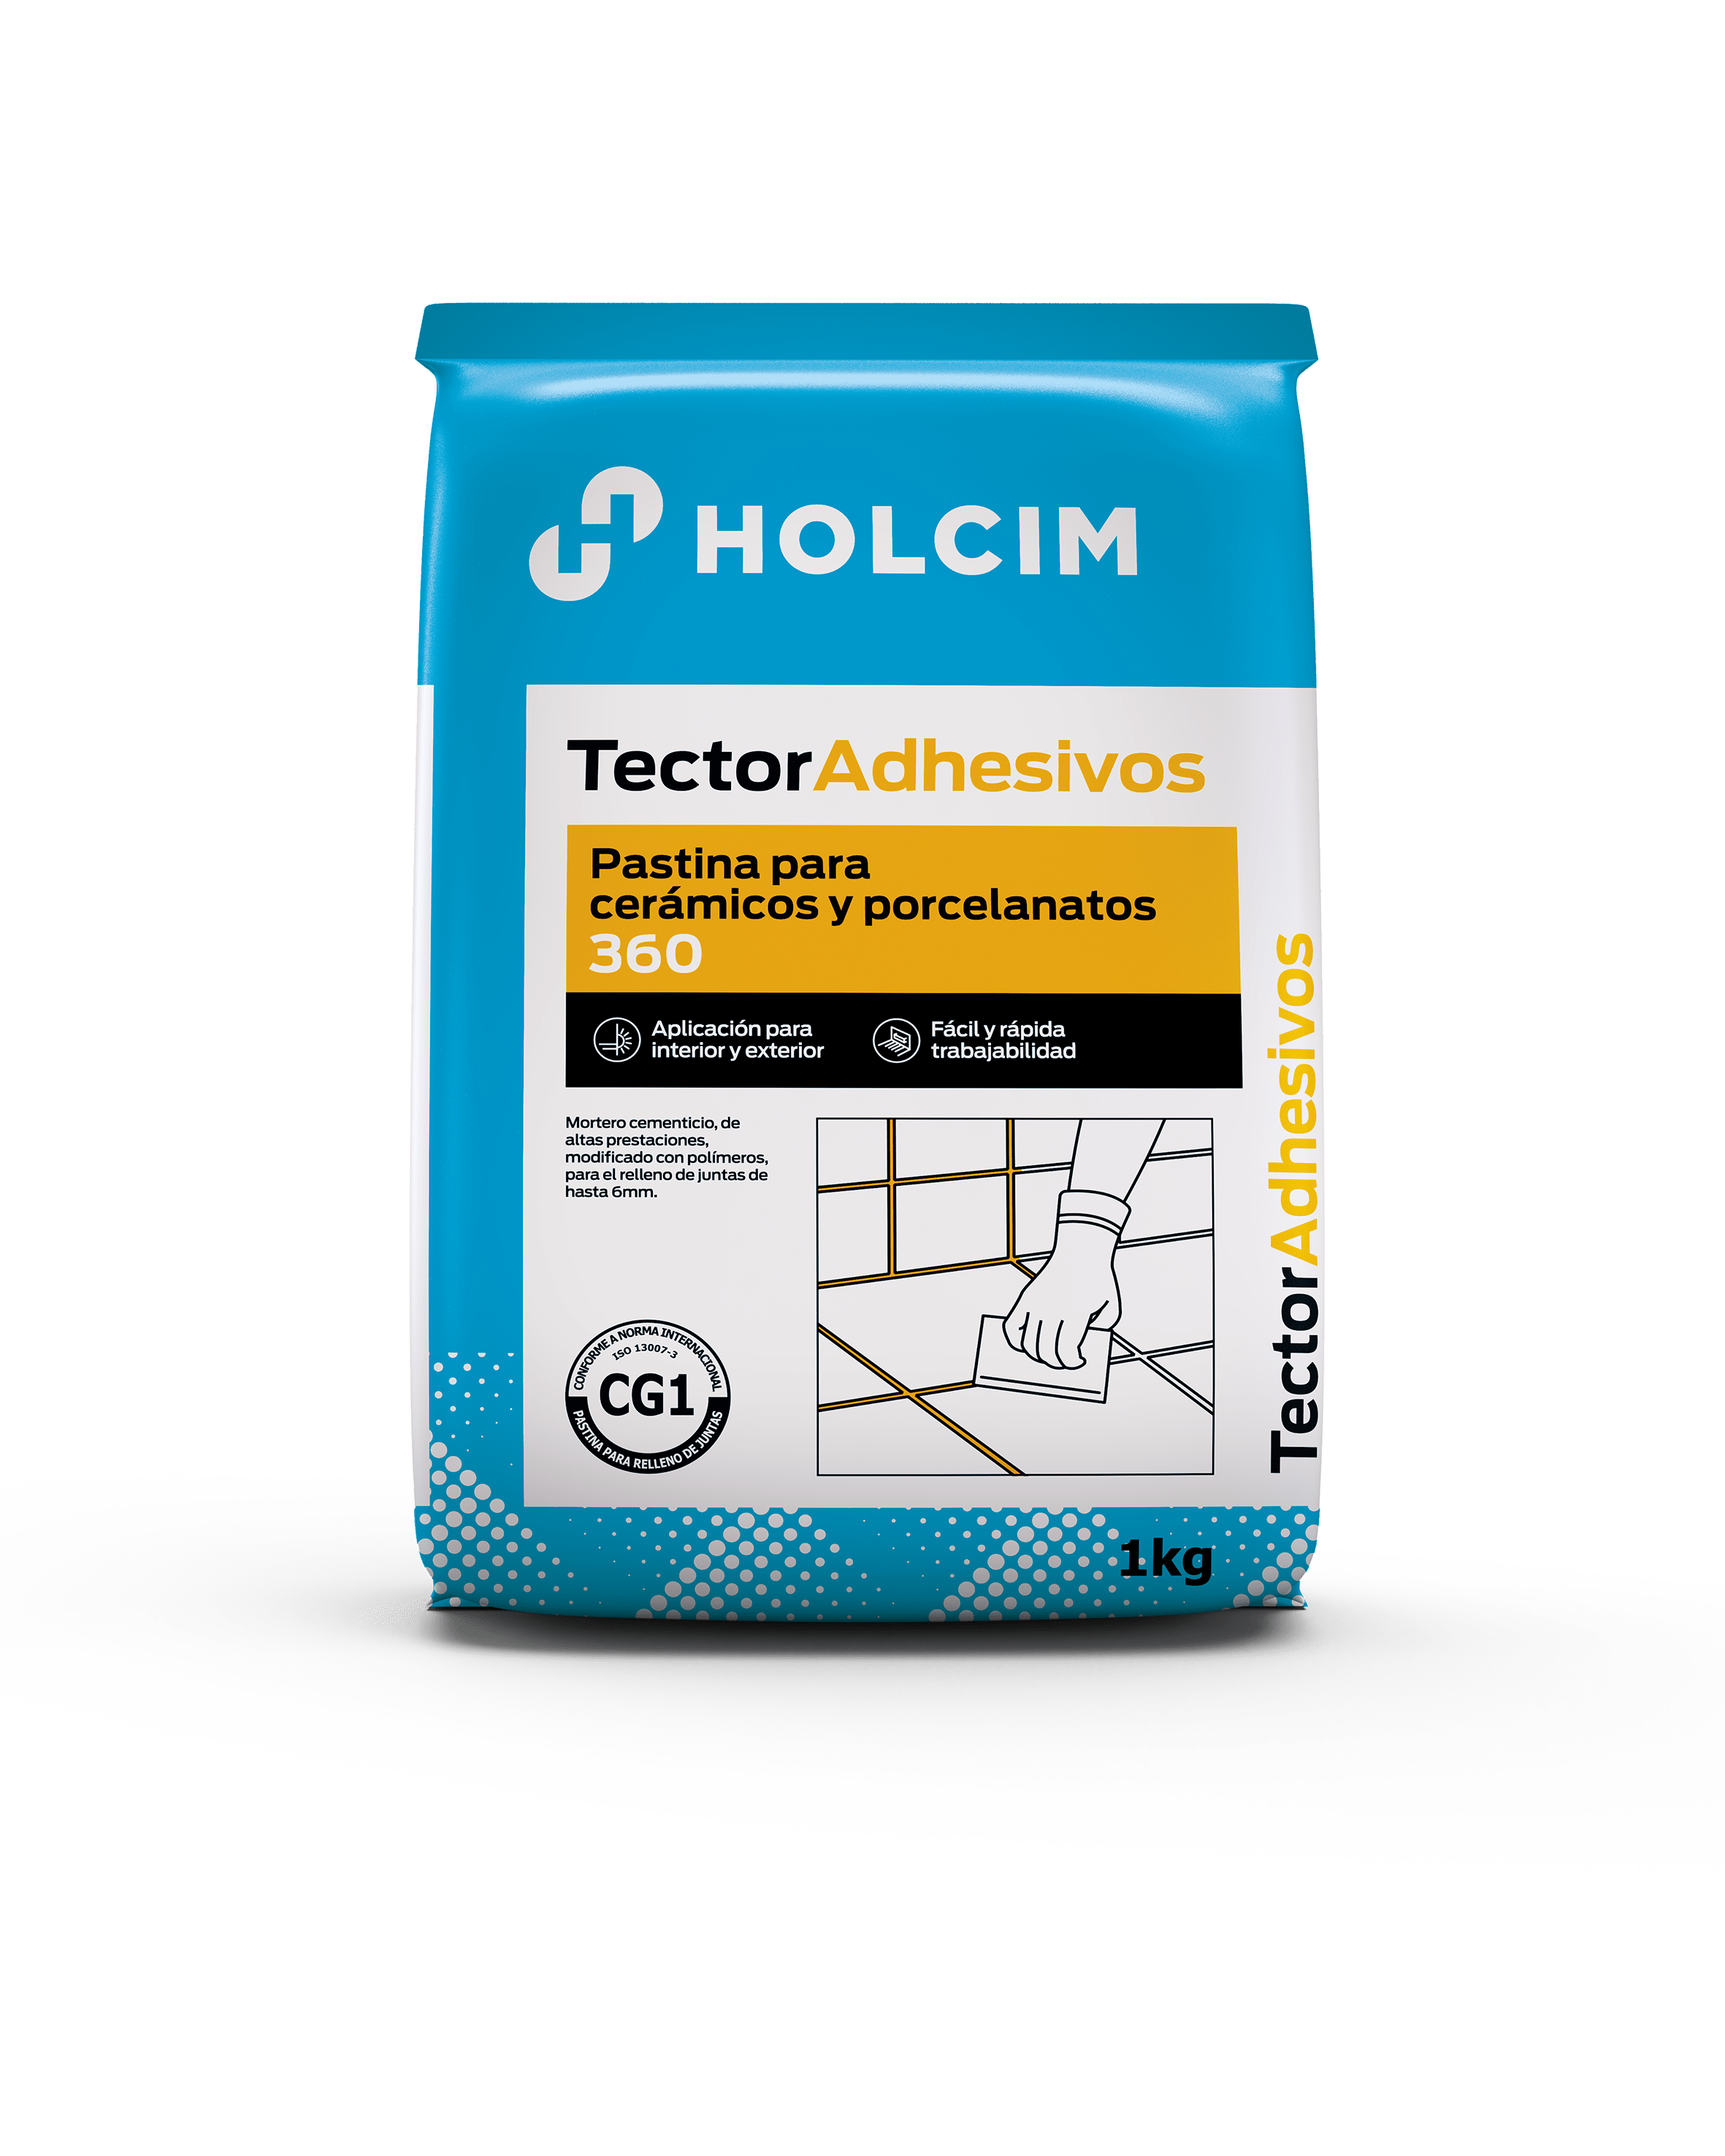 HOLCIM
TectorAdhesivos
Pastina para
cerámicos y porcelanatos
360
Aplicación para
interior y exterior
Fácil y rápida
trabajabilidad
Mortero cementicio, de
altas prestaciones,
modificado con polímeros,
para el relleno de juntas de
hasta 6mm.
CONFORME A NORMA INTERNACIONAL
ISO 13007-3
CG1
PASTINA PARA RELLENO DE JUNTAS
1kg
TectorAdhesivos